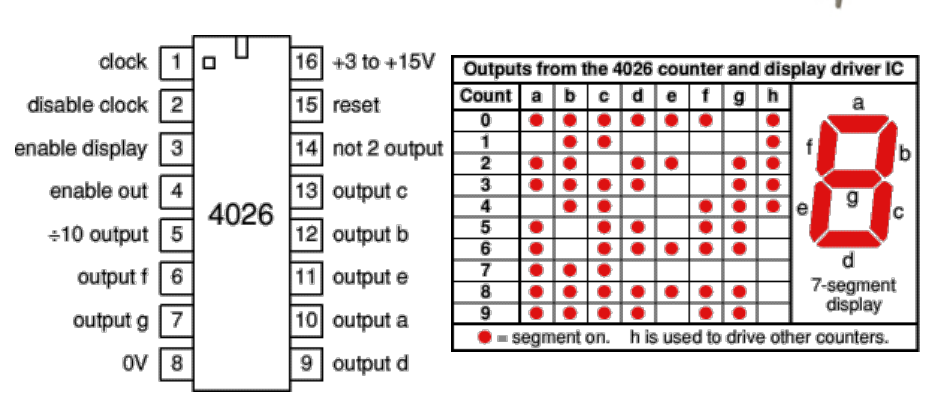 clock 1 16 +3 to +15V
disable clock 2 15 reset
enable display 3 14 not 2 output
enable out 4 13 output c
4026
÷10 output 5 12 output b
output f 6 11 output e
output g 7 10 output a
0V 8 9 output d
Outputs from the 4026 counter and display driver IC
Count a b c d e f g h
0
1
2
3
4
5
6
7
8
9
a
f b
g
e c
d
7-segment
display
= segment on. h is used to drive other counters.